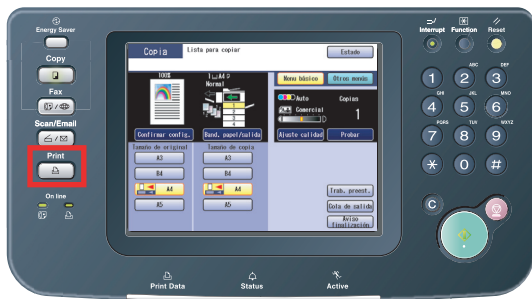 Energy Saver
Copy
Fax
Scan/Email
Print
On line
Copia
Lista para copiar
Estado
100%
Normal
Confirmar config.
Band. papel/salida
Menú básico
Otros menús
Auto
Copias
Comercial
1
Ajuste calidad
Probar
Tamaño de original
Tamaño de copia
A3
A3
B4
B4
A4
A4
A5
A5
Trab. preest.
Cota de salida
Aviso
finalización
Interrupt
Function
Reset
ABC
DEF
1
2
3
GHI
JKL
MNO
4
5
6
PQRS
TUV
WXYZ
7
8
9
*
0
#
C
Print Data
Status
Active